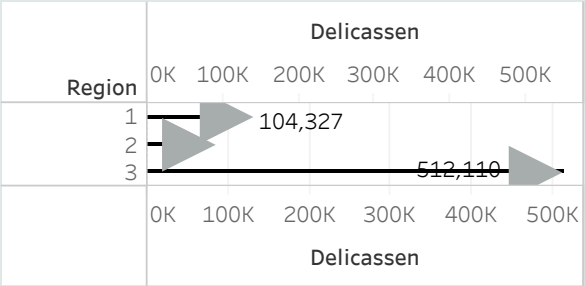 Delicassen
0K 100K 200K 300K 400K 500K
Region
1 104,327
2
3 512,110
0K 100K 200K 300K 400K 500K
Delicassen